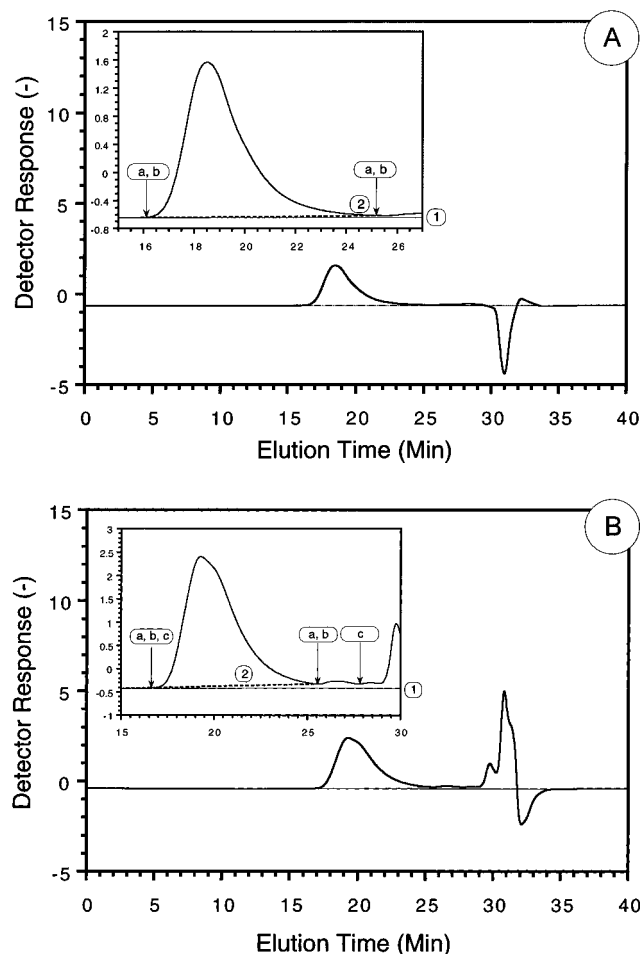 A
Detector Response (-)
15
10
5
0
-5
2
1.6
1.2
0.8
0.4
0
-0.4
-0.8
a, b
a, b
2
1
16 18 20 22 24 26
0 5 10 15 20 25 30 35 40
Elution Time (Min)
B
Detector Response (-)
15
10
5
0
-5
3
2.5
2
1.5
1
0.5
0
-0.5
-1
a, b, c
a, b
c
2
1
15 20 25 30
0 5 10 15 20 25 30 35 40
Elution Time (Min)